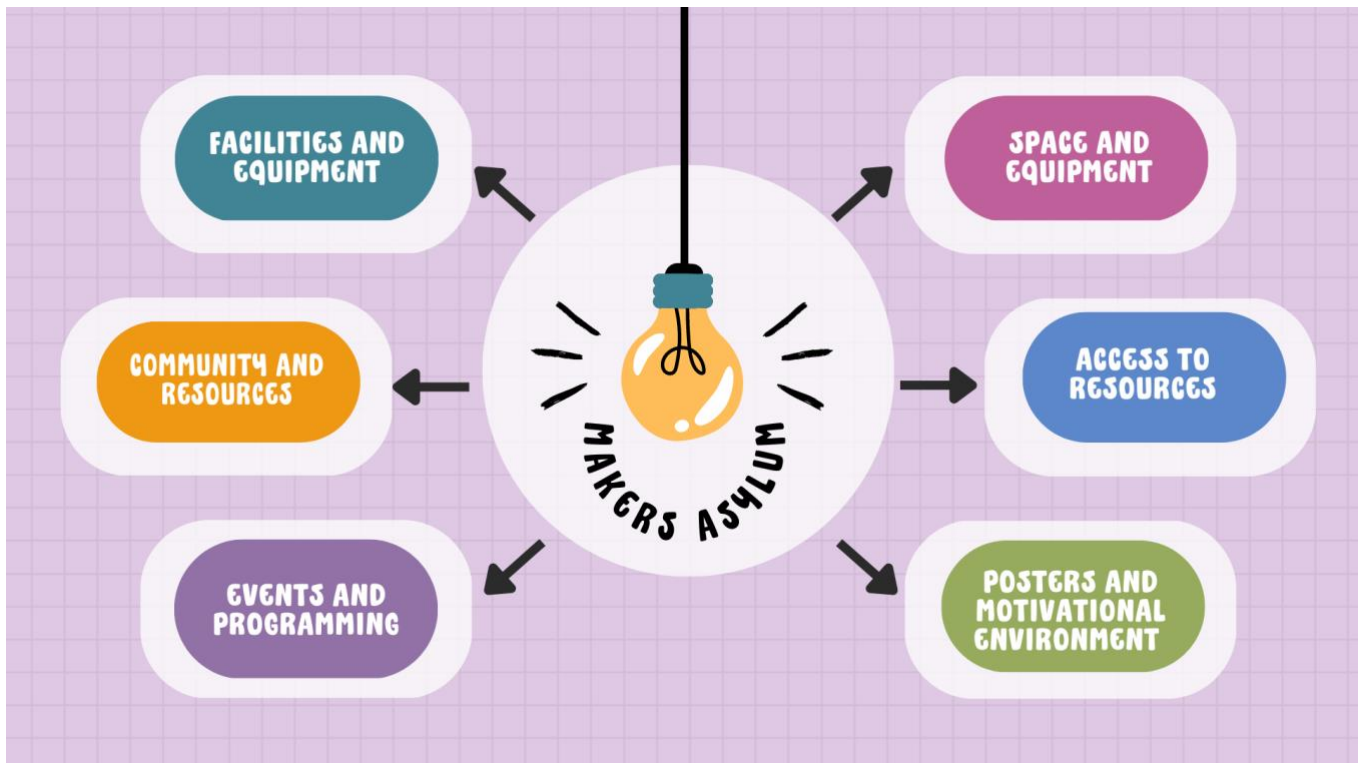 FACILITIES AND
EQUIPMENT
SPACE AND
EQUIPMENT
COMMUNITY AND
RESOURCES
ACCESS TO
RESOURCES
MAKERS ASYLUM
EVENTS AND
PROGRAMMING
POSTERS AND
MOTIVATIONAL
ENVIRONMENT